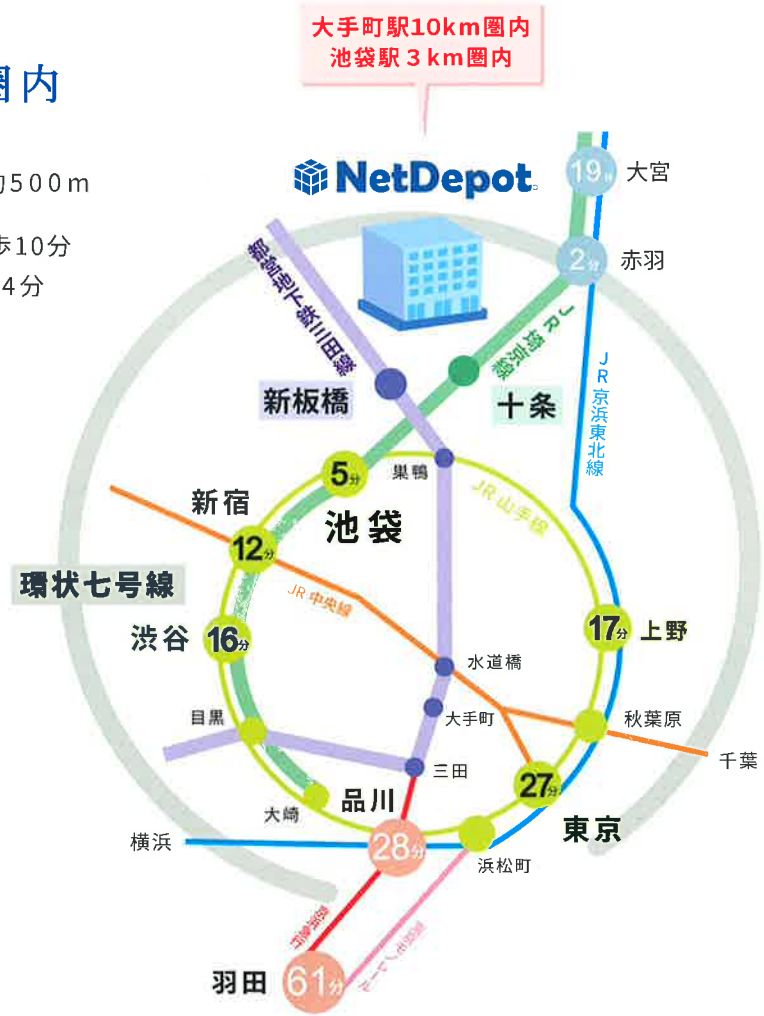 大手町駅10km圏内
池袋駅3km圏内
圏内
500m
歩10分
4分
NetDepot
19分
大宮
2分
赤羽
都営地下鉄三田線
JR埼京線
JR京浜東北線
新板橋
十条
5分
巣鴨
池袋
JR山手線
新宿
12分
環状七号線
JR中央線
渋谷
16分
17分
上野
水道橋
目黒
大手町
秋葉原
千葉
三田
27分
大崎
品川
東京
横浜
28分
浜松町
京浜急行
東京モノレール
羽田
61分